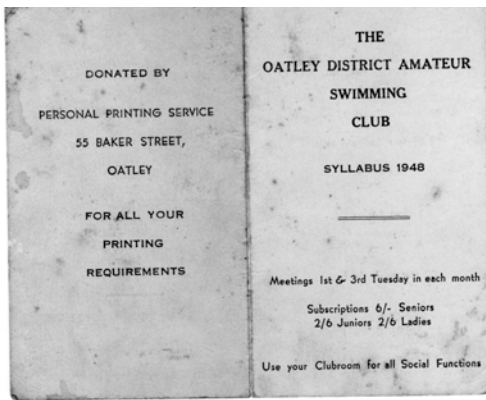 DONATED BY
PERSONAL PRINTING SERVICE
55 BAKER STREET,
OATLEY
FOR ALL YOUR
PRINTING
REQUIREMENTS
THE
OATLEY DISTRICT AMATEUR
SWIMMING
CLUB
SYLLABUS 1948
Meetings 1st & 3rd Tuesday in each month
Subscriptions 6/- Seniors
2/6 Juniors 2/6 Ladies
Use your Clubroom for all Social Functions